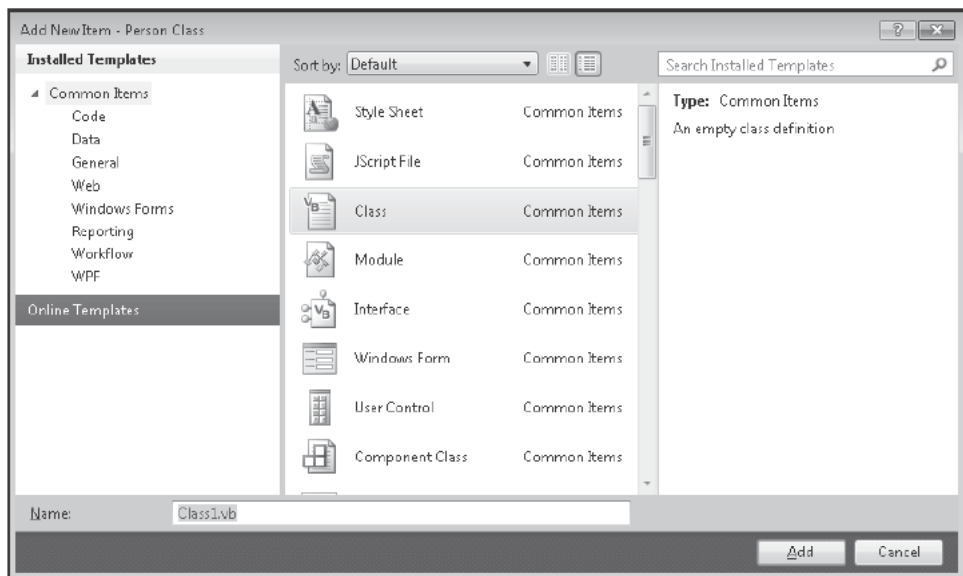 Add New Item - Person Class
Installed Templates
Common Items
Code
Data
General
Web
Windows Forms
Reporting
Workflow
WPF
Online Templates
Sort by: Default
Style Sheet Common Items
JScript File Common Items
Class Common Items
Module Common Items
Interface Common Items
Windows Form Common Items
User Control Common Items
Component Class Common Items
Search Installed Templates
Type: Common Items
An empty class definition
Name: Class1.vb
Add Cancel